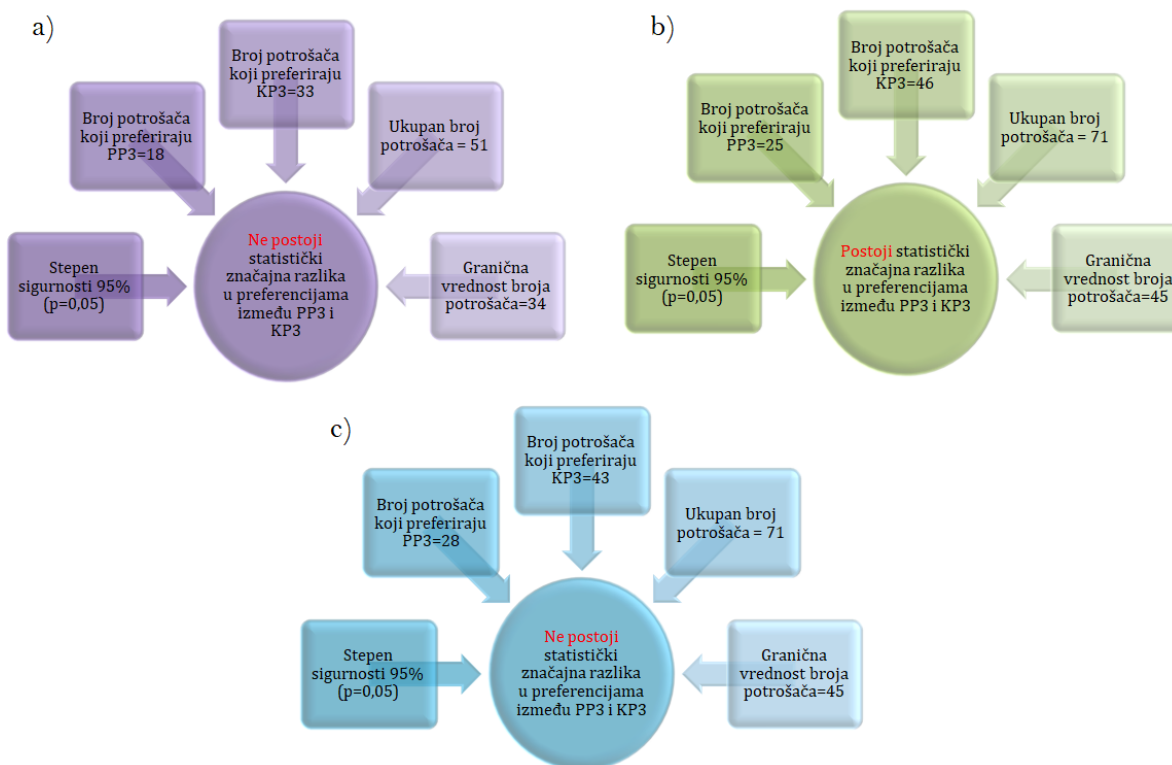 a)
Broj potrošača
koji preferiraju
KP3=33
Broj potrošača
koji preferiraju
PP3=18
Ukupan broj
potrošača = 51
Stepen
sigurnosti 95%
(p=0,05)
Ne postoji
statistički
značajna razlika
u preferencijama
između PP3 i
KP3
Granična
vrednost broja
potrošača=34
b)
Broj potrošača
koji preferiraju
KP3=46
Broj potrošača
koji preferiraju
PP3=25
Ukupan broj
potrošača = 71
Stepen
sigurnosti 95%
(p=0,05)
Postoji statistički
značajna razlika
u preferencijama
između PP3 i KP3
Granična
vrednost broja
potrošača=45
c)
Broj potrošača
koji preferiraju
KP3=43
Broj potrošača
koji preferiraju
PP3=28
Ukupan broj
potrošača = 71
Stepen
sigurnosti 95%
(p=0,05)
Ne postoji
statistički
značajna razlika
u preferencijama
između PP3 i KP3
Granična
vrednost broja
potrošača=45